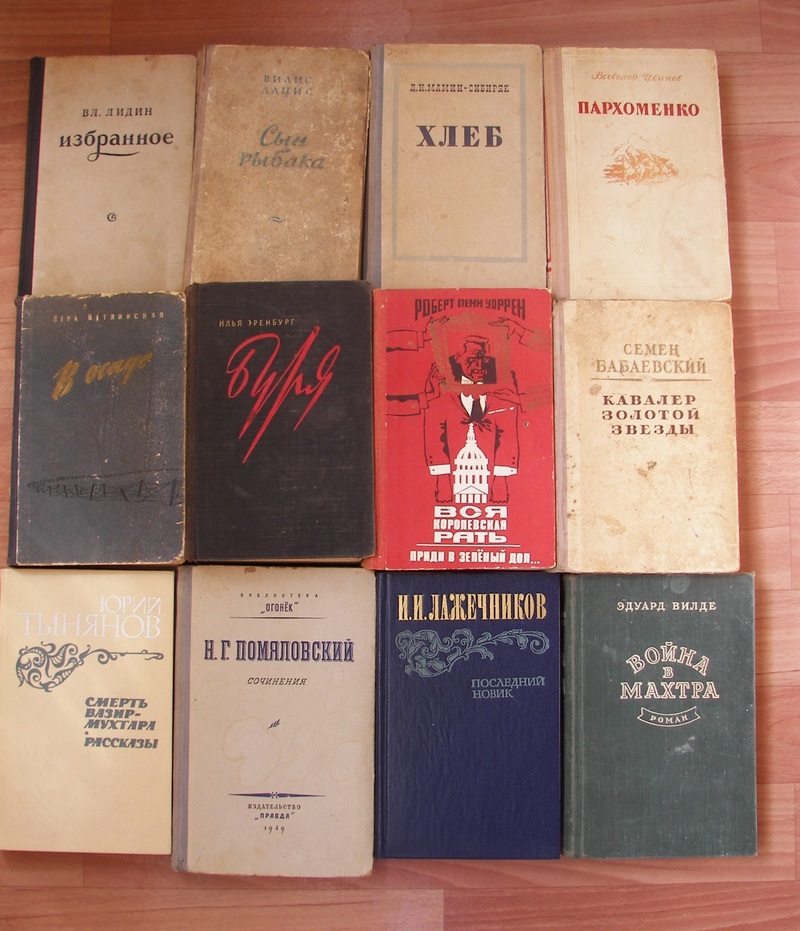 ВЛ. ЛИДИН
избранное
ВИЛИС
ЛАЦИС
Сын
рыбака
Д.Н.МАМИН-СИБИРЯК
ХЛЕБ
Всеволод Иванов
ПАРХОМЕНКО
ВЕРА КЕТЛИНСКАЯ
В осаде
ИЛЬЯ ЭРЕНБУРГ
Буря
РОБЕРТ ПЕНН УОРРЕН
ВСЯ
КОРОЛЕВСКАЯ
РАТЬ
ПРИДИ В ЗЕЛЁНЫЙ ДОЛ...
СЕМЕН
БАБАЕВСКИЙ
КАВАЛЕР
ЗОЛОТОЙ
ЗВЕЗДЫ
ЮРИЙ
ТЫНЯНОВ
СМЕРТЬ
ВАЗИР-
МУХТАРА
•
РАССКАЗЫ
БИБЛИОТЕКА
„ОГОНЁК"
Н.Г. ПОМЯЛОВСКИЙ
СОЧИНЕНИЯ
ИЗДАТЕЛЬСТВО
„ПРАВДА"
1949
И.И. ЛАЖЕЧНИКОВ
ПОСЛЕДНИЙ
НОВИК
ЭДУАРД ВИЛДЕ
ВОЙНА
В
МАХТРА
РОМАН